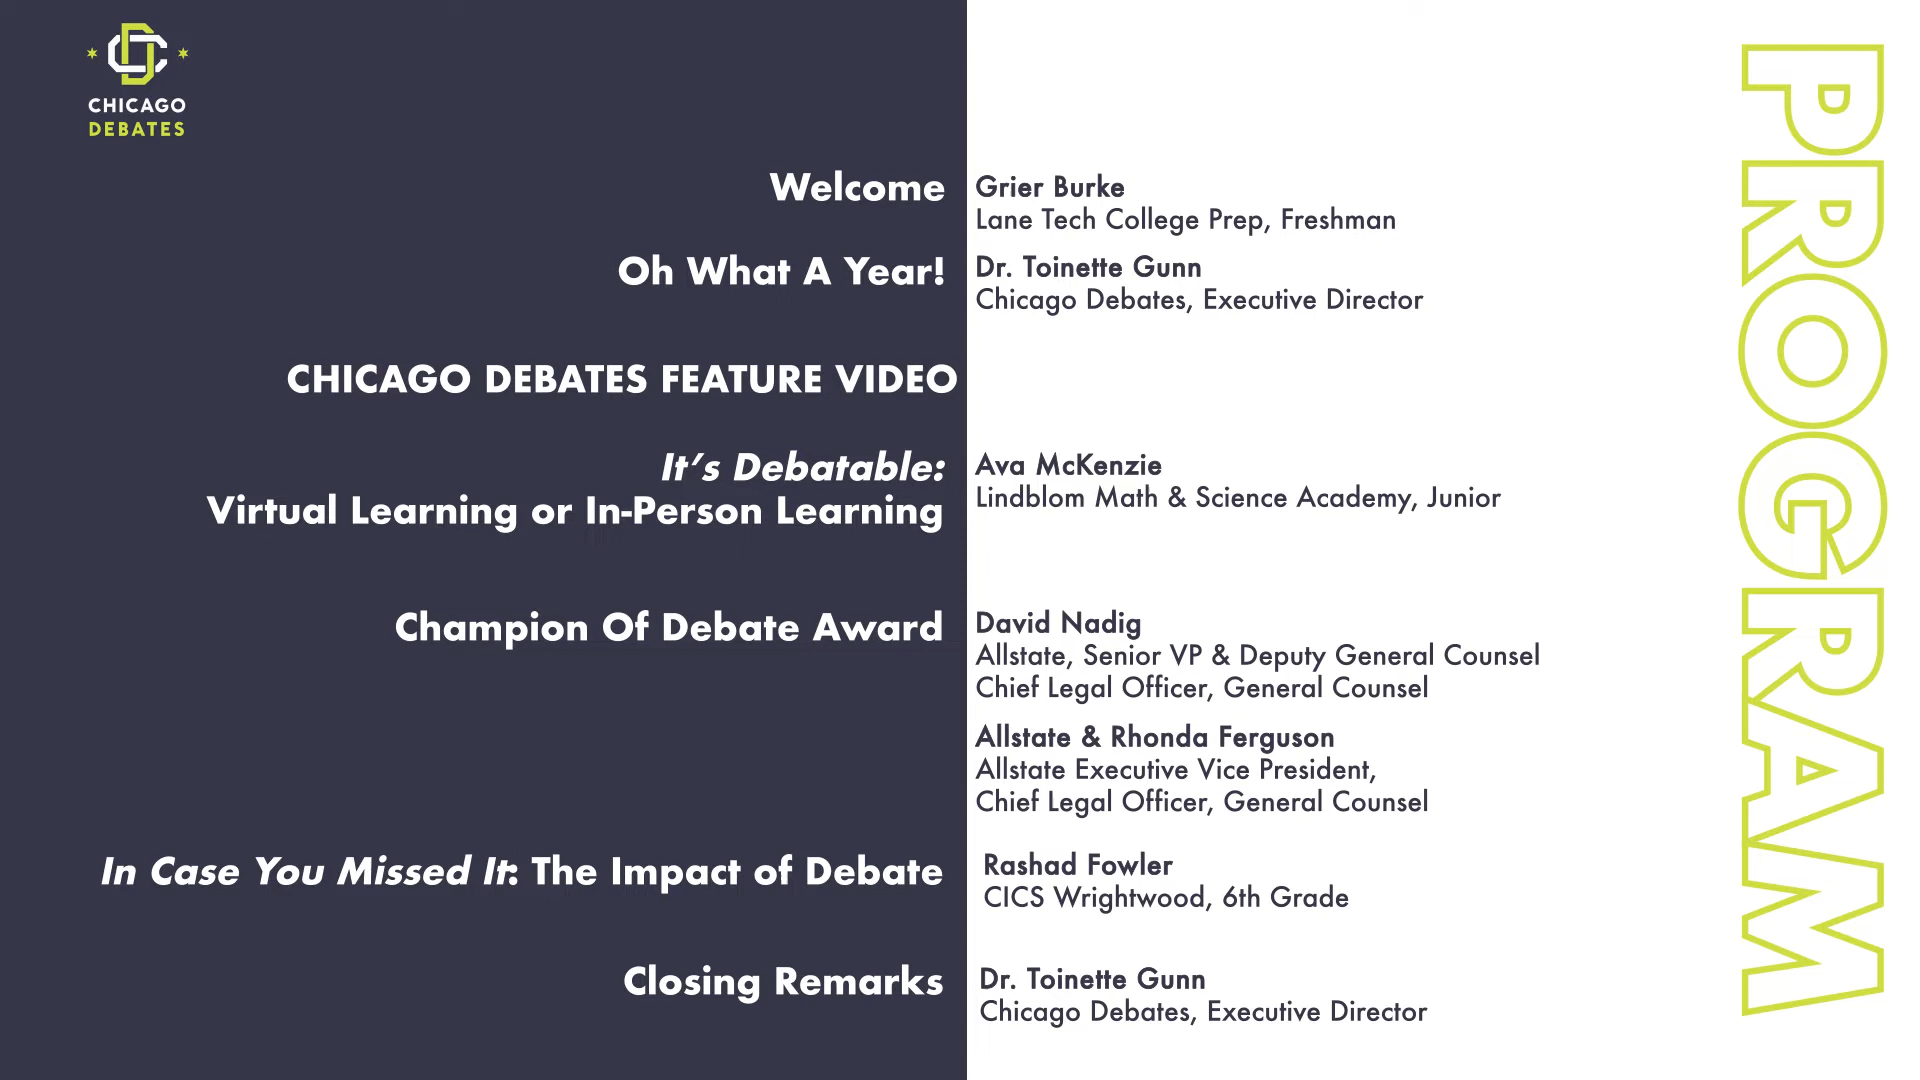 CHICAGO
DEBATES
Welcome
Grier Burke
Lane Tech College Prep, Freshman
Oh What A Year!
Dr. Toinette Gunn
Chicago Debates, Executive Director
CHICAGO DEBATES FEATURE VIDEO
It’s Debatable:
Virtual Learning or In-Person Learning
Ava McKenzie
Lindblom Math & Science Academy, Junior
Champion Of Debate Award
David Nadig
Allstate, Senior VP & Deputy General Counsel
Chief Legal Officer, General Counsel
Allstate & Rhonda Ferguson
Allstate Executive Vice President,
Chief Legal Officer, General Counsel
In Case You Missed It: The Impact of Debate
Rashad Fowler
CICS Wrightwood, 6th Grade
Closing Remarks
Dr. Toinette Gunn
Chicago Debates, Executive Director
PROGRAM